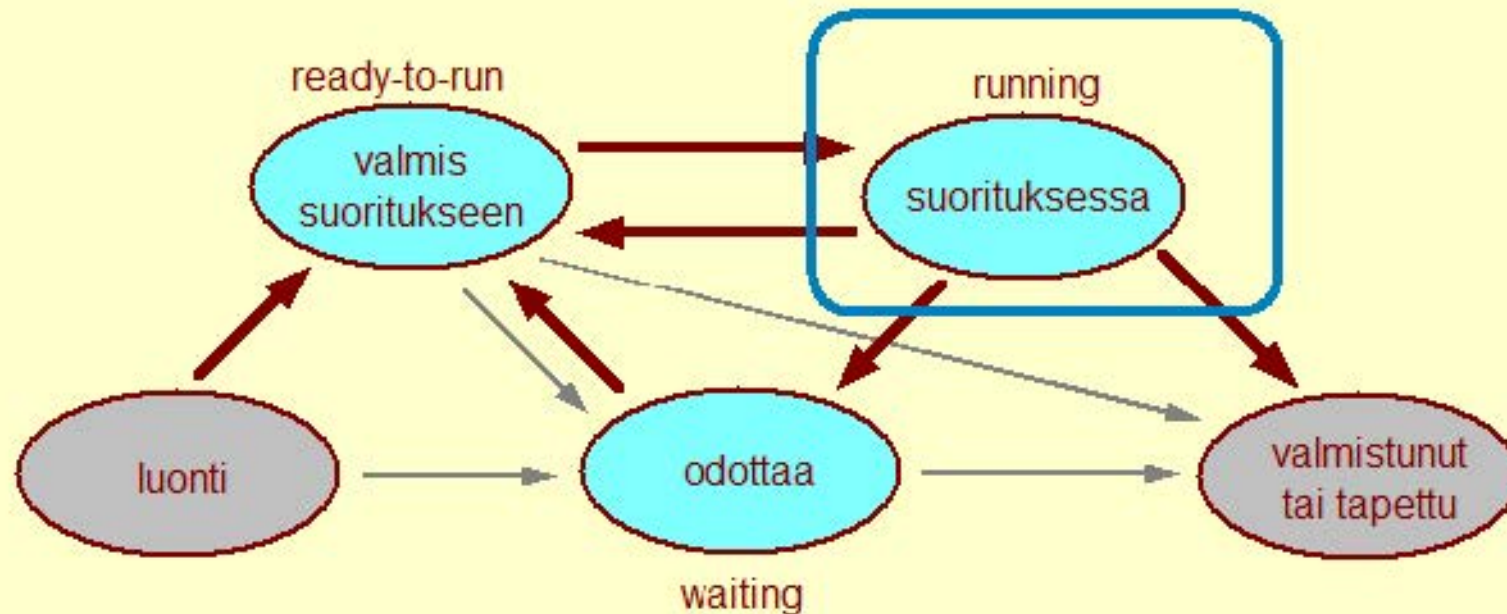 ready-to-run
running
valmis
suoritukseen
suorituksessa
luonti
odottaa
valmistunut
tai tapettu
waiting